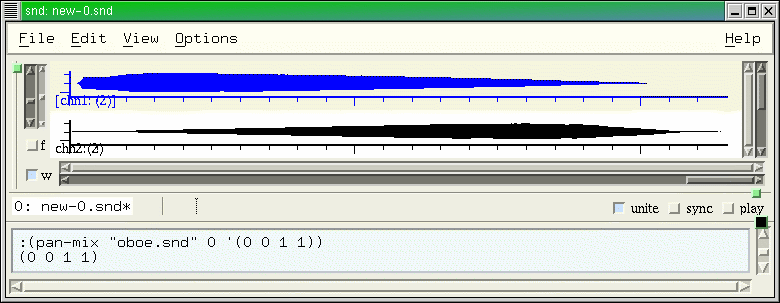 snd: new-0.snd
File Edit View Options Help
[chn1: (2)]
chn2:(2)
f
w
0: new-0.snd*
unite sync play
:(pan-mix "oboe.snd" 0 '(0 0 1 1))
(0 0 1 1)